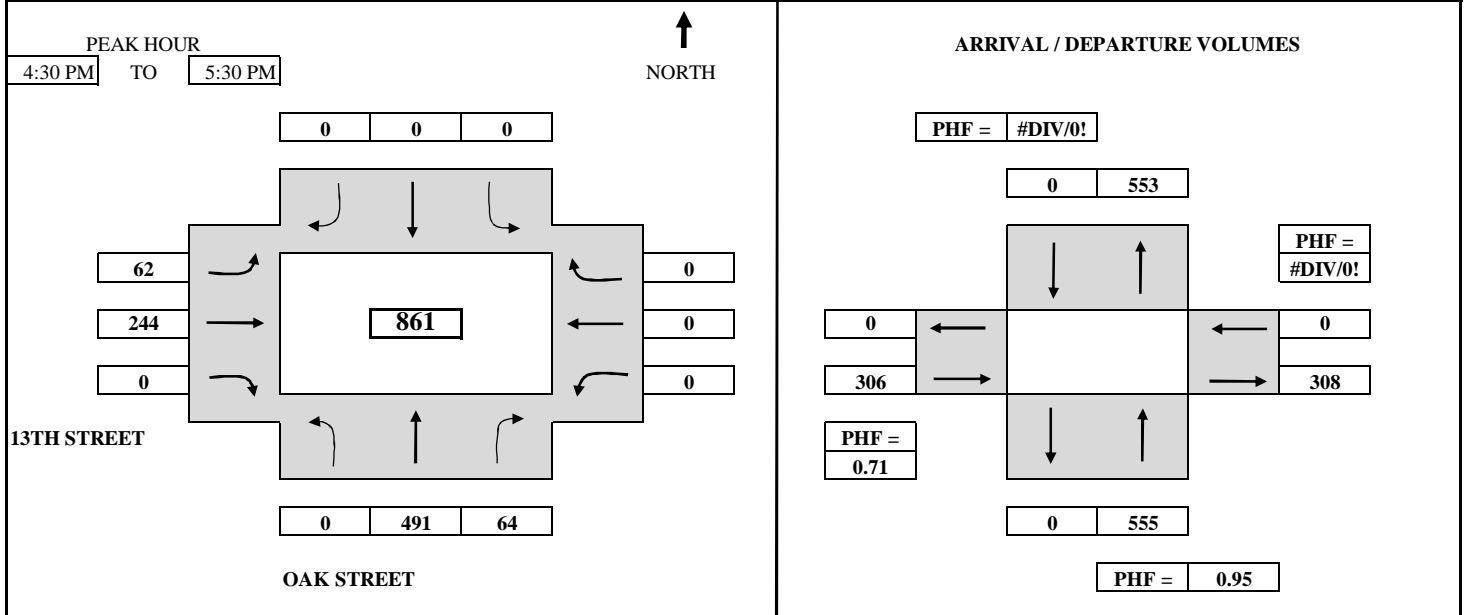 PEAK HOUR
4:30 PM TO 5:30 PM
NORTH
0 0 0
62
244
0
861
0
0
0
13TH STREET
0 491 64
OAK STREET
ARRIVAL / DEPARTURE VOLUMES
PHF = #DIV/0!
0 553
PHF =
#DIV/0!
0 0
306 308
PHF =
0.71
0 555
PHF = 0.95